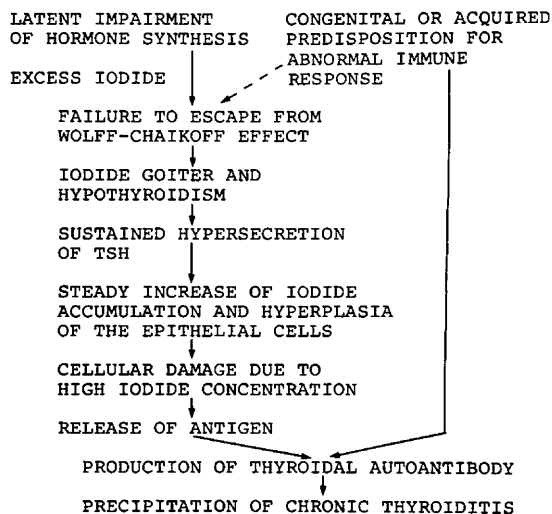 LATENT IMPAIRMENT
OF HORMONE SYNTHESIS
EXCESS IODIDE
CONGENITAL OR ACQUIRED
PREDISPOSITION FOR
ABNORMAL IMMUNE
RESPONSE
FAILURE TO ESCAPE FROM
WOLFF-CHAIKOFF EFFECT
IODIDE GOITER AND
HYPOTHYROIDISM
SUSTAINED HYPERSECRETION
OF TSH
STEADY INCREASE OF IODIDE
ACCUMULATION AND HYPERPLASIA
OF THE EPITHELIAL CELLS
CELLULAR DAMAGE DUE TO
HIGH IODIDE CONCENTRATION
RELEASE OF ANTIGEN
PRODUCTION OF THYROIDAL AUTOANTIBODY
PRECIPITATION OF CHRONIC THYROIDITIS